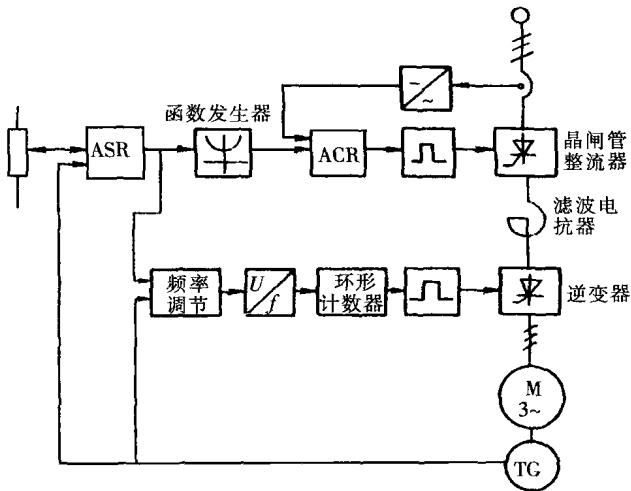 函数发生器
ASR
ACR
晶闸管
整流器
滤波电
抗器
频率
调节
U/f
环形
计数器
逆变器
M
3~
TG